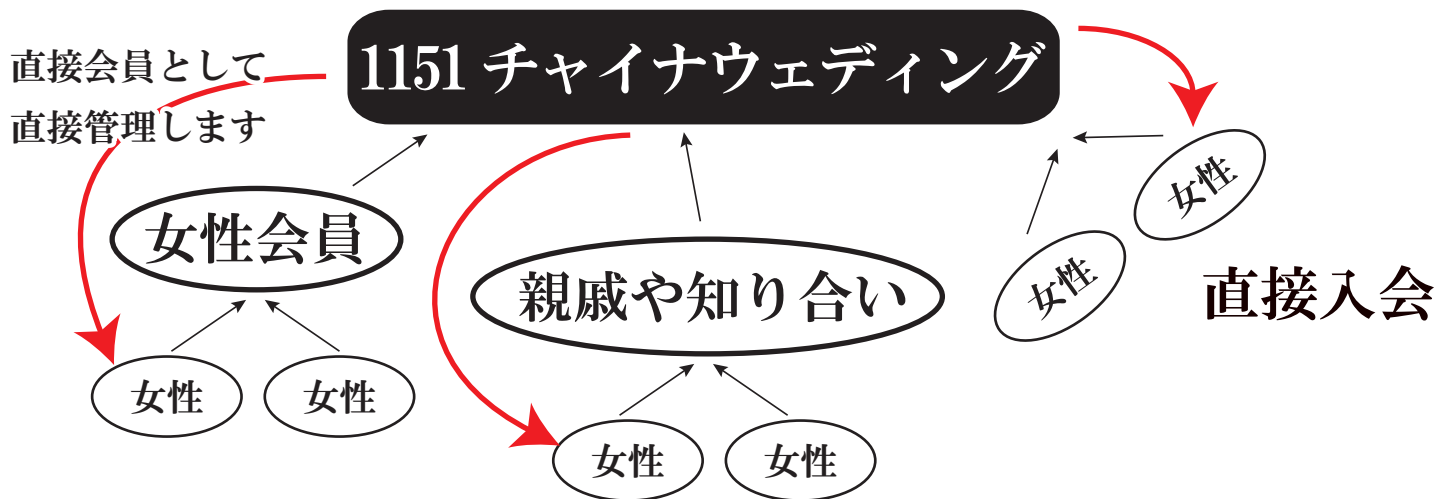 1151 チャイナウェディング
直接会員として
直接管理します
女性会員
親戚や知り合い
女性
女性
直接入会
女性
女性
女性
女性